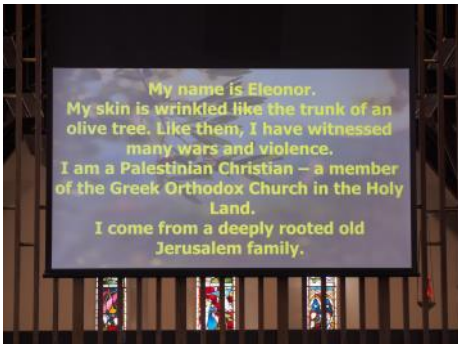 My name is Eleonor.
My skin is wrinkled like the trunk of an
olive tree. Like them, I have witnessed
many wars and violence.
I am a Palestinian Christian – a member
of the Greek Orthodox Church in the Holy
Land.
I come from a deeply rooted old
Jerusalem family.